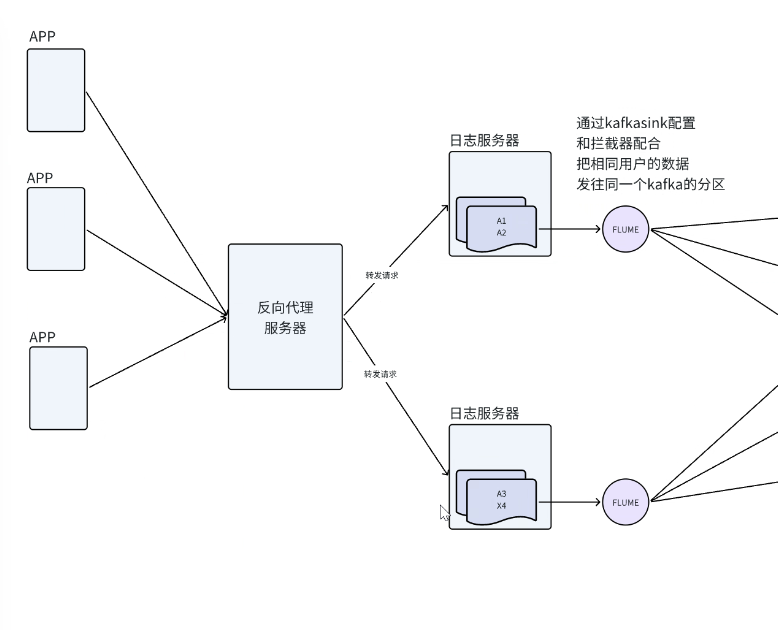 APP
APP
APP
反向代理
服务器
转发请求
转发请求
日志服务器
A1
A2
FLUME
通过kafkasink配置
和拦截器配合
把相同用户的数据
发往同一个kafka的分区
日志服务器
A3
X4
FLUME